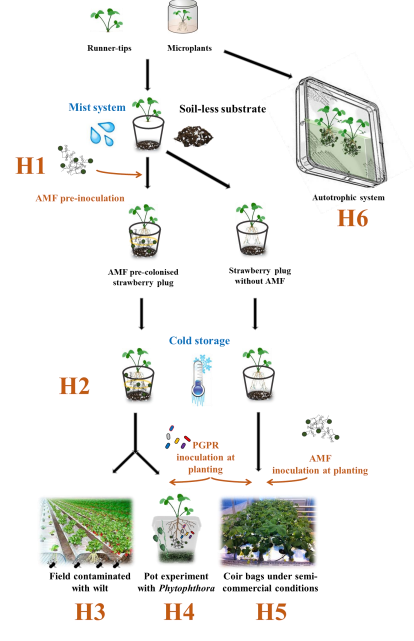 Runner-tips
Microplants
Mist system
Soil-less substrate
H1
AMF pre-inoculation
Autotrophic system
H6
AMF pre-colonised
strawberry plug
Strawberry plug
without AMF
Cold storage
H2
PGPR
inoculation at
planting
AMF
inoculation at planting
Field contaminated
with wilt
Pot experiment
with Phytophthora
Coir bags under semi-
commercial conditions
H3
H4
H5